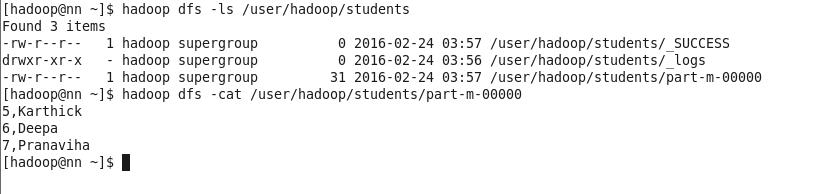 [hadoop@nn ~]$ hadoop dfs -ls /user/hadoop/students
Found 3 items
-rw-r--r--   1 hadoop supergroup          0 2016-02-24 03:57 /user/hadoop/students/_SUCCESS
drwxr-xr-x   - hadoop supergroup          0 2016-02-24 03:56 /user/hadoop/students/_logs
-rw-r--r--   1 hadoop supergroup         31 2016-02-24 03:57 /user/hadoop/students/part-m-00000
[hadoop@nn ~]$ hadoop dfs -cat /user/hadoop/students/part-m-00000
5,Karthick
6,Deepa
7,Pranaviha
[hadoop@nn ~]$